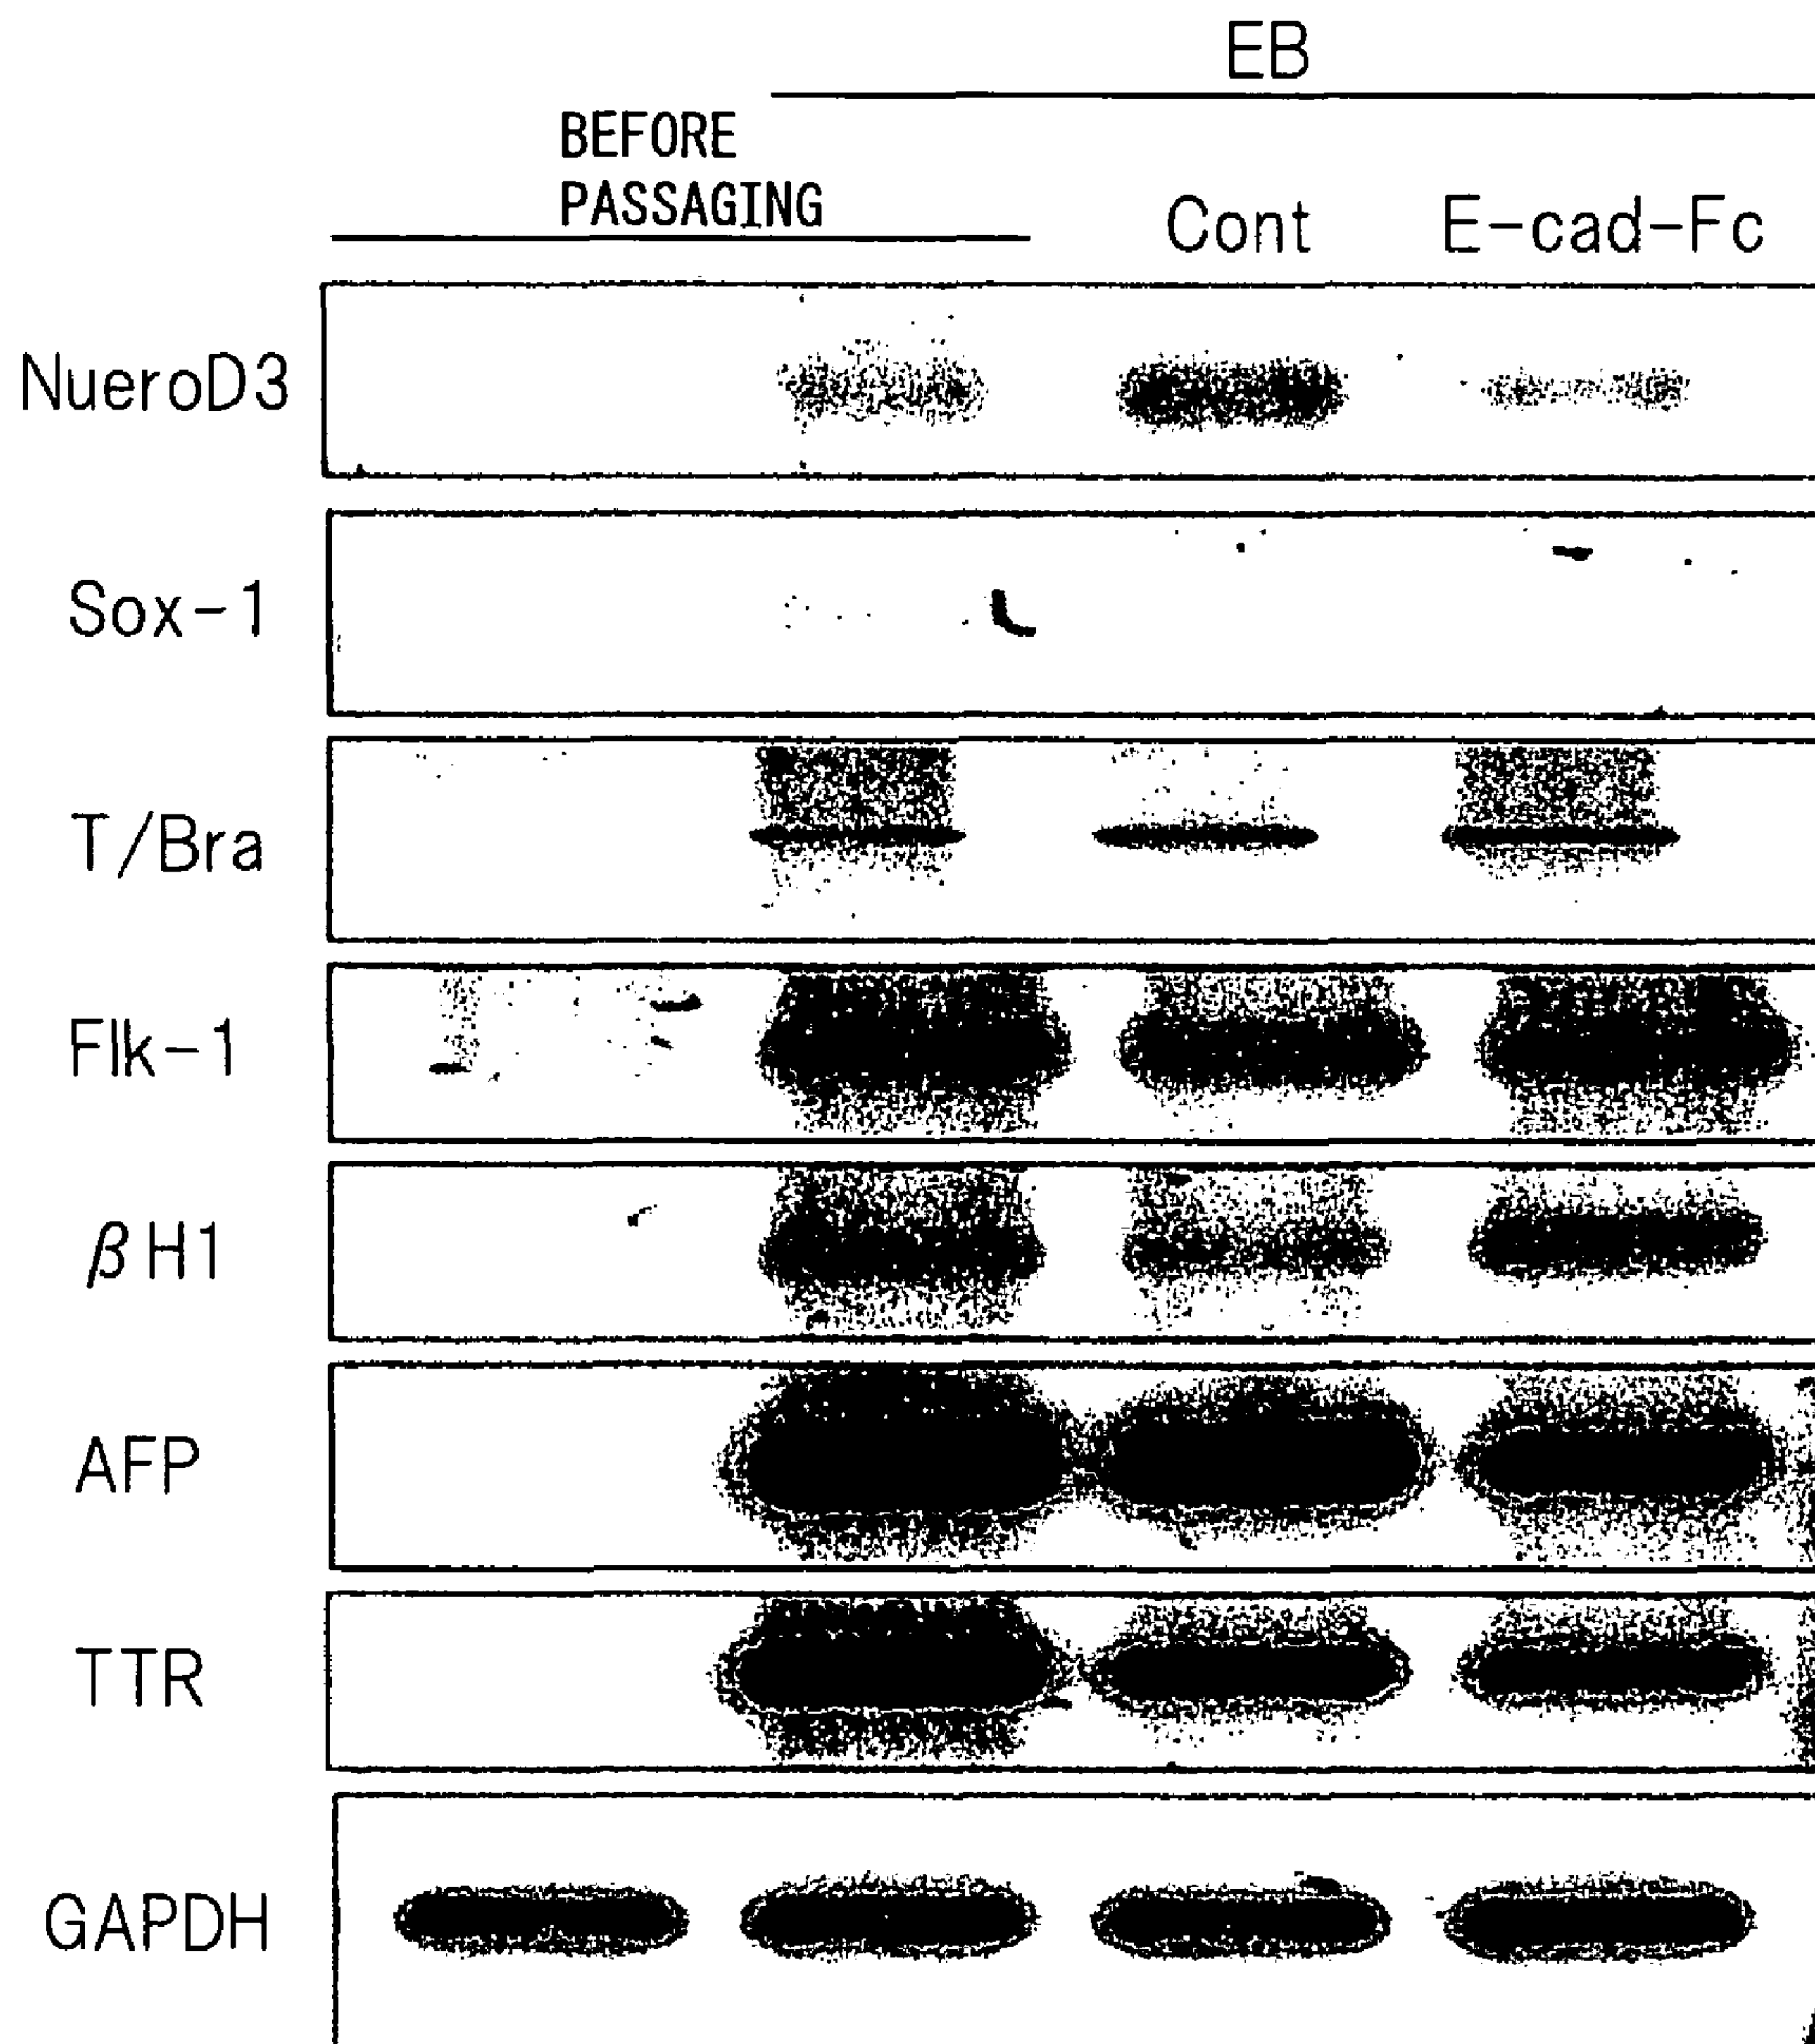 EB
BEFORE
PASSAGING
Cont E-cad-Fc
NueroD3
Sox-1
T/Bra
Flk-1
βH1
AFP
TTR
GAPDH